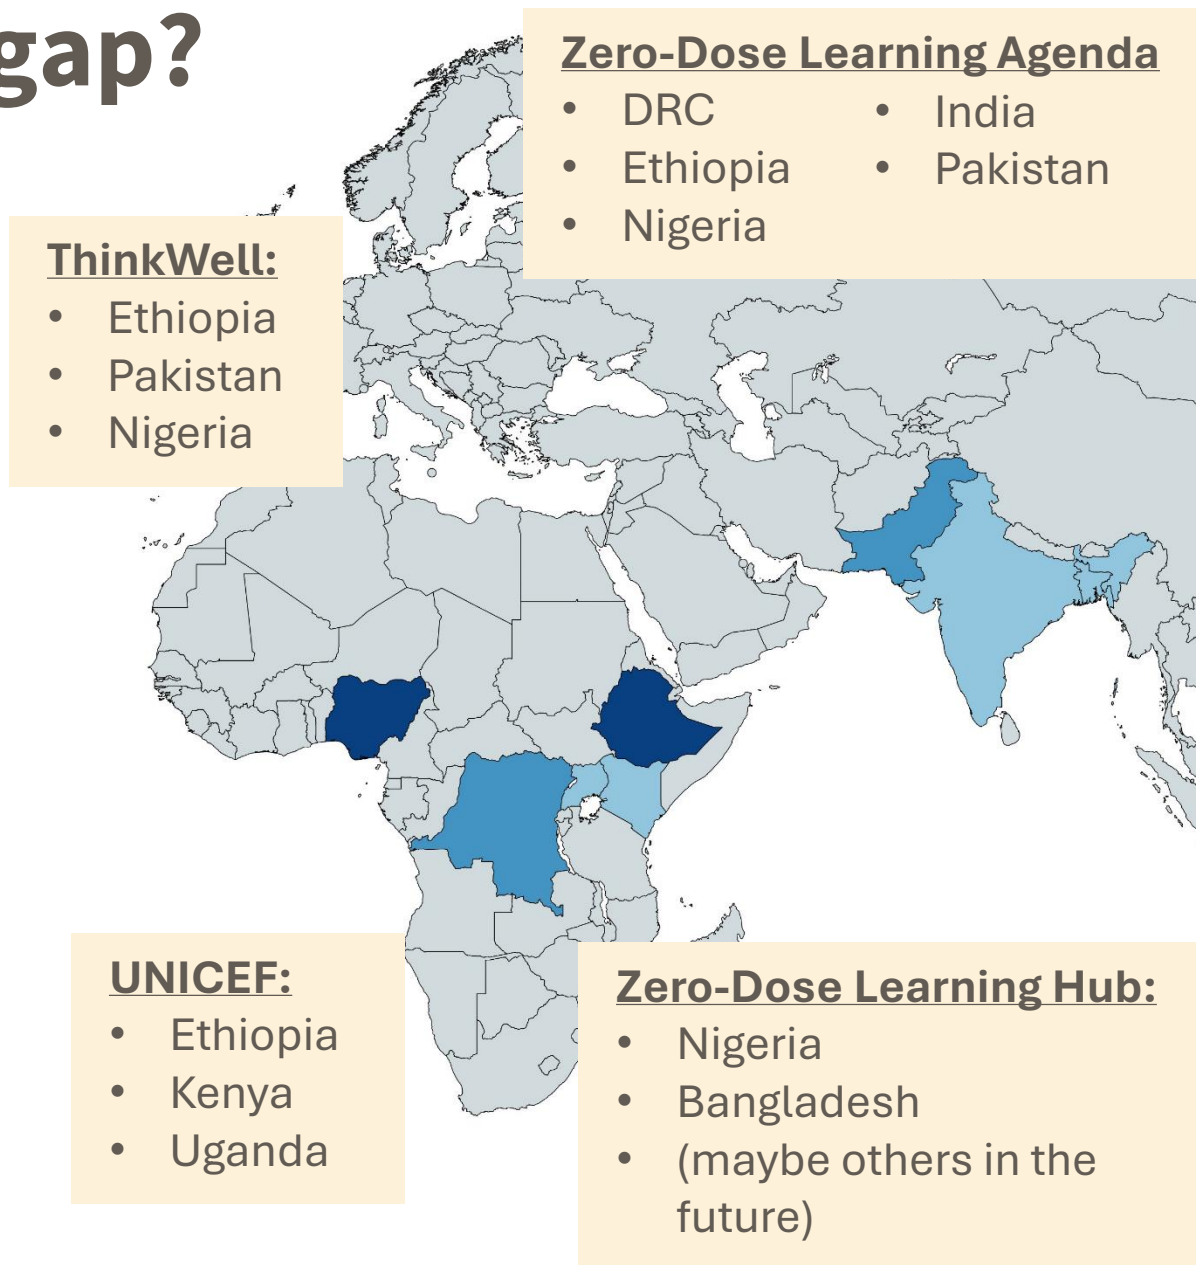 gap?
Zero-Dose Learning Agenda
• DRC
• Ethiopia
• Nigeria
• India
• Pakistan
ThinkWell:
• Ethiopia
• Pakistan
• Nigeria
UNICEF:
• Ethiopia
• Kenya
• Uganda
Zero-Dose Learning Hub:
• Nigeria
• Bangladesh
• (maybe others in the
future)